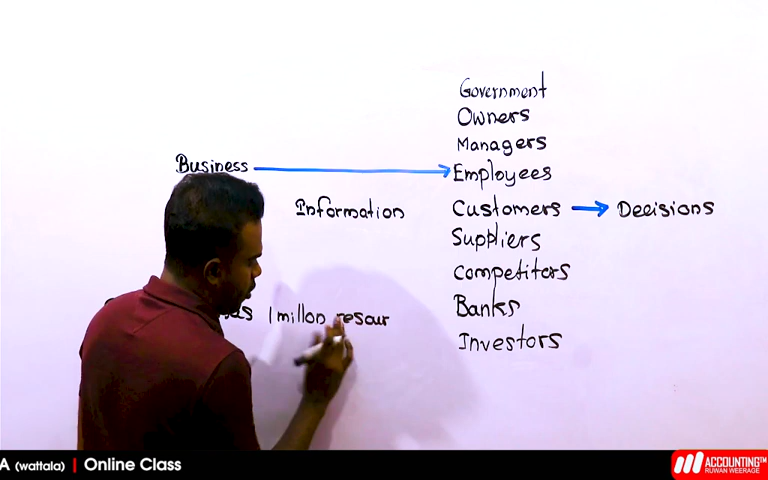 Government
Owners
Managers
Business
Employees
Information
Customers → Decisions
Suppliers
Competitors
Banks
1 millon resour
Investors
A (wattala) | Online Class
ACCOUNTING™
RUWAN WEERAGE